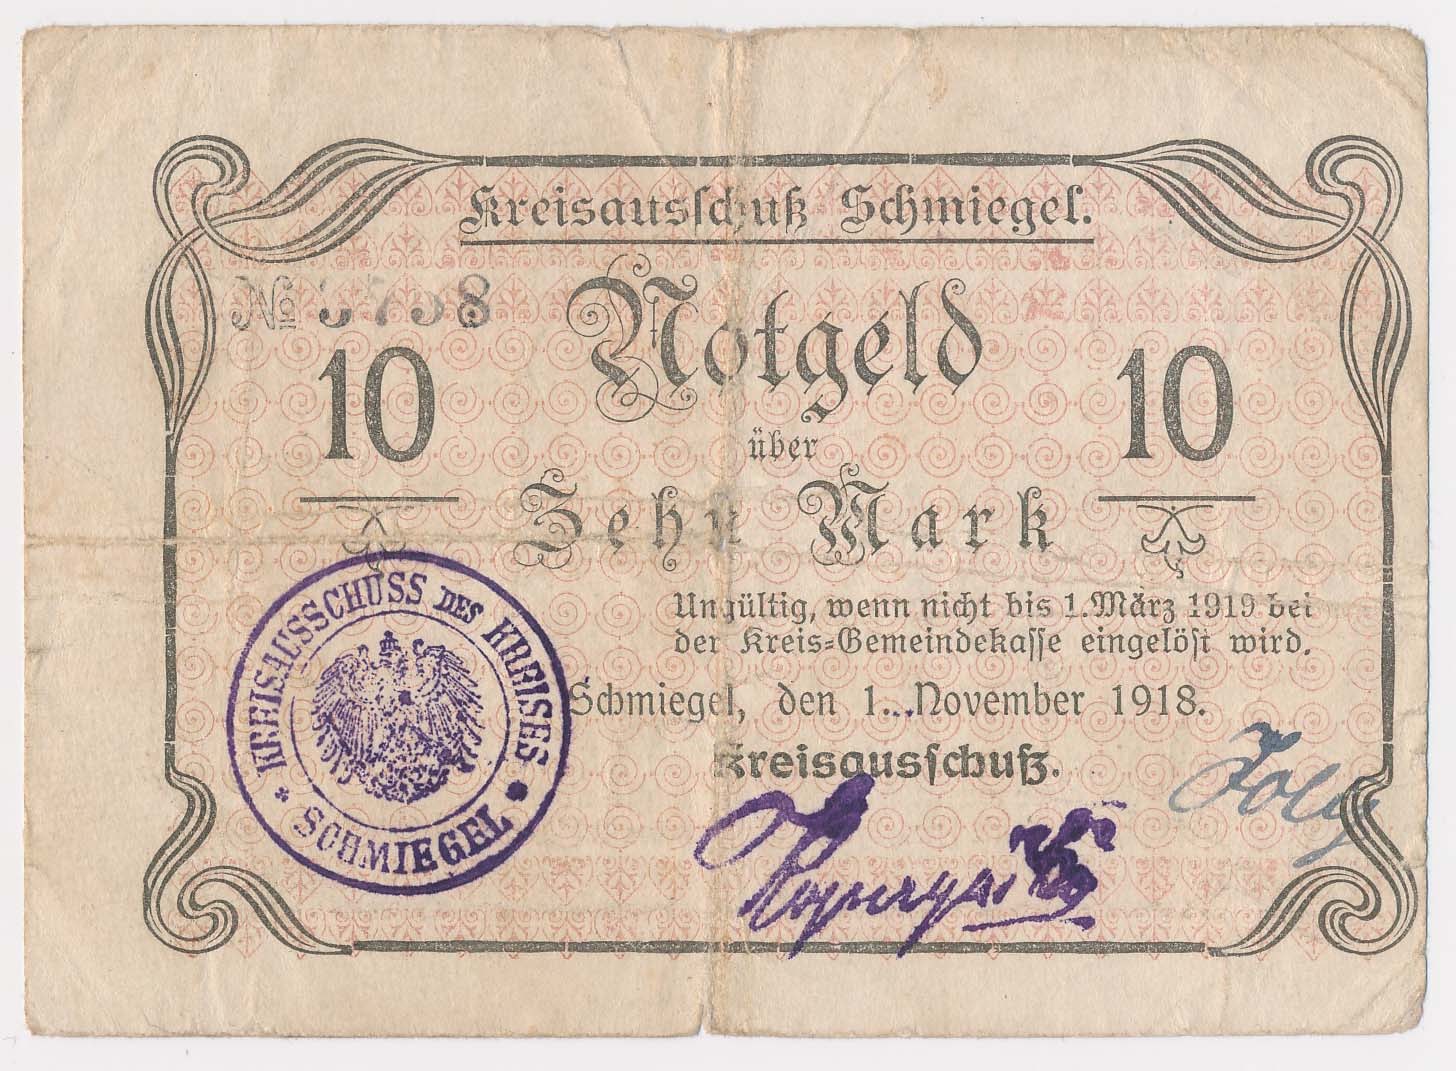 Kreisausschuß Schmiegel.
№ 5758
Notgeld
10 10
über
Zehn Mark
Ungültig, wenn nicht bis 1. März 1919 bei
der Kreis=Gemeindekasse eingelöst wird.
Schmiegel, den 1. November 1918.
Kreisausschuß.
KREISAUSSCHUSS DES KREISES
* SCHMIEGEL *